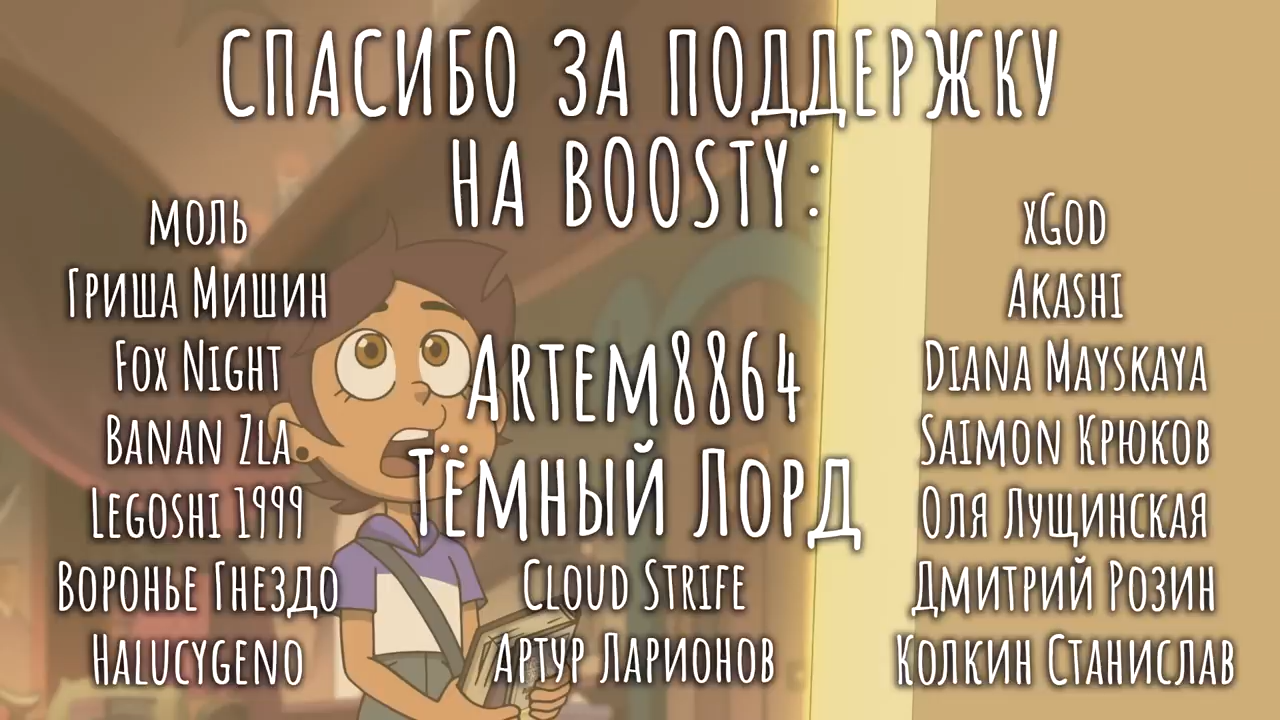 СПАСИБО ЗА ПОДДЕРЖКУ
НА BOOSTY:
моль
Гриша Мишин
Fox Night
Banan Zla
Legoshi 1999
Воронье Гнездо
Halucygeno
Artem8864
Тёмный Лорд
Cloud Strife
Артур Ларионов
xGod
Akashi
Diana Mayskaya
Saimon Крюков
Оля Лущинская
Дмитрий Розин
Колкин Станислав